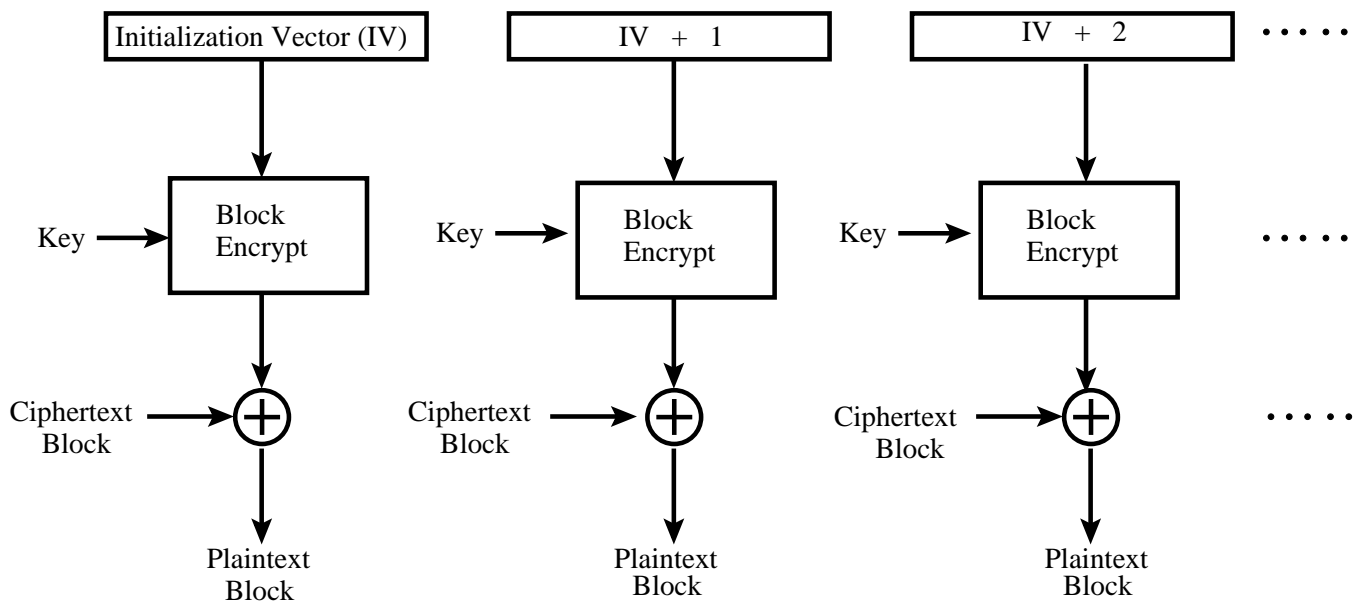 Initialization Vector (IV)
IV + 1
IV + 2
Block
Encrypt
Block
Encrypt
Block
Encrypt
Key
Key
Key
Ciphertext
Block
Ciphertext
Block
Ciphertext
Block
Plaintext
Block
Plaintext
Block
Plaintext
Block